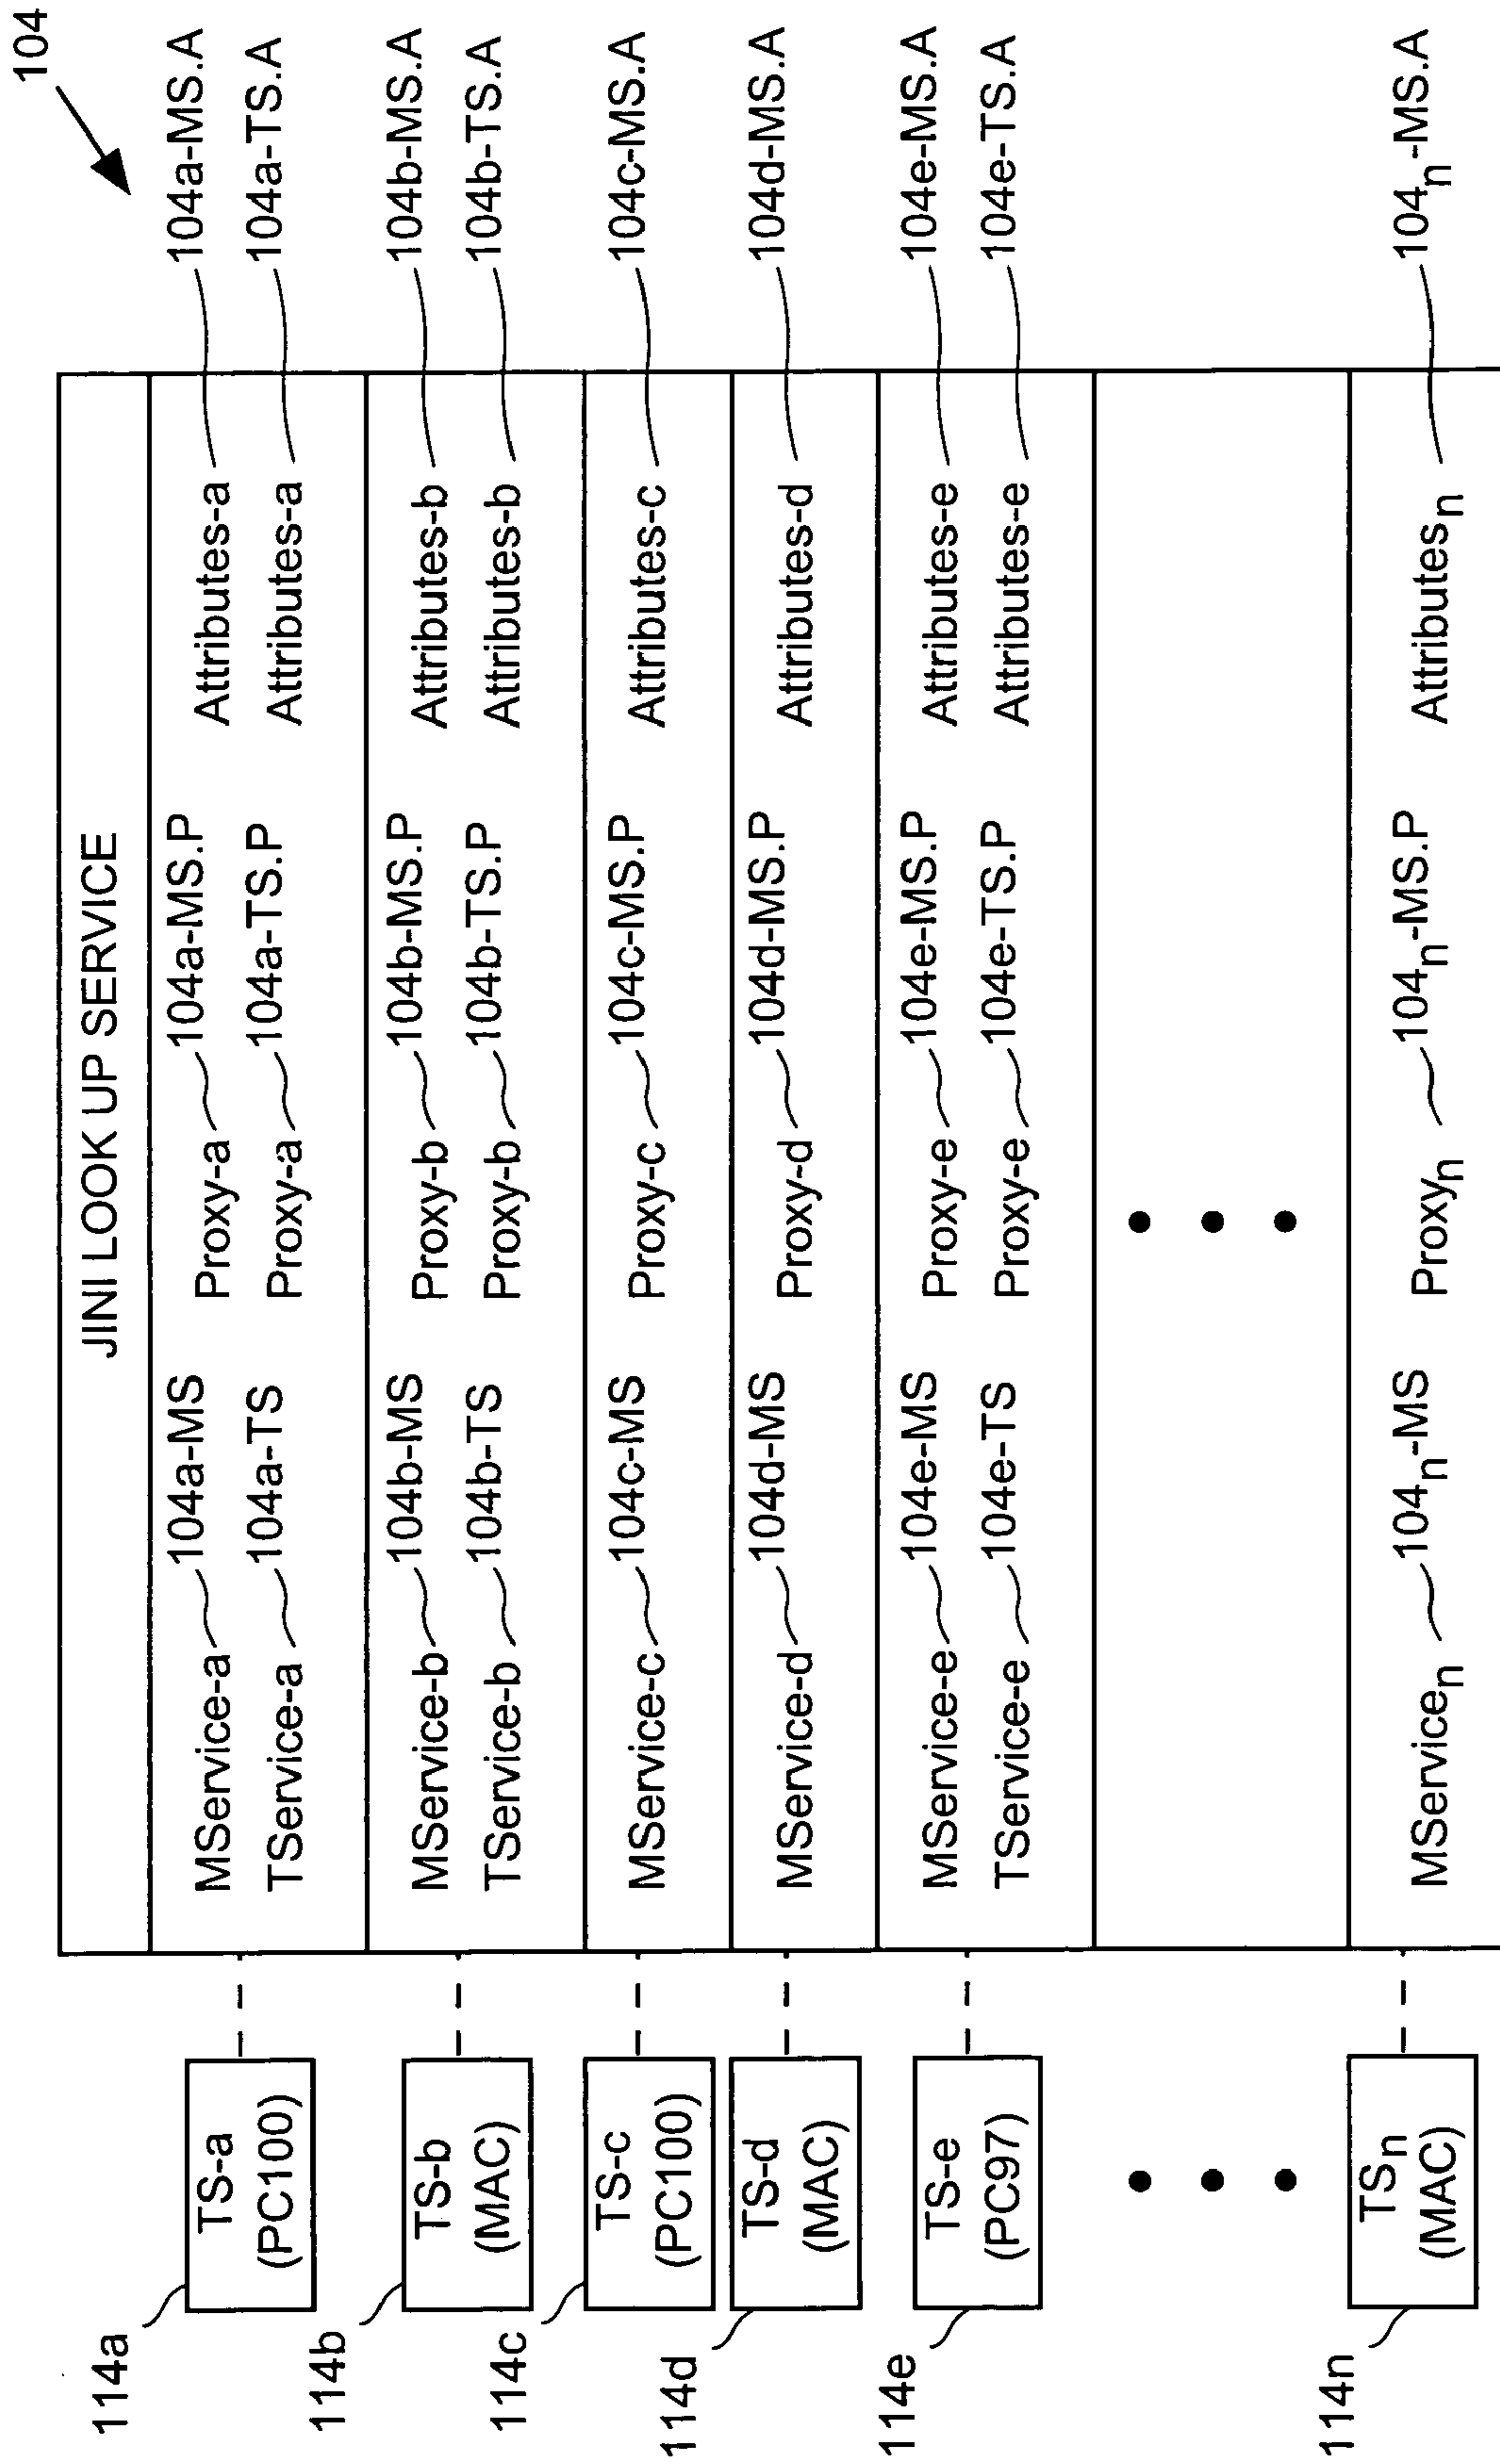 104
JINI LOOK UP SERVICE
114a TS-a (PC100) MService-a 104a-MS Proxy-a 104a-MS.P Attributes-a 104a-MS.A
TService-a 104a-TS Proxy-a 104a-TS.P Attributes-a 104a-TS.A
114b TS-b (MAC) MService-b 104b-MS Proxy-b 104b-MS.P Attributes-b 104b-MS.A
TService-b 104b-TS Proxy-b 104b-TS.P Attributes-b 104b-TS.A
114c TS-c (PC100) MService-c 104c-MS Proxy-c 104c-MS.P Attributes-c 104c-MS.A
114d TS-d (MAC) MService-d 104d-MS Proxy-d 104d-MS.P Attributes-d 104d-MS.A
114e TS-e (PC97) MService-e 104e-MS Proxy-e 104e-MS.P Attributes-e 104e-MS.A
TService-e 104e-TS Proxy-e 104e-TS.P Attributes-e 104e-TS.A
114n TSn (MAC) MServicen 104n-MS Proxyn 104n-MS.P Attributesn 104n-MS.A